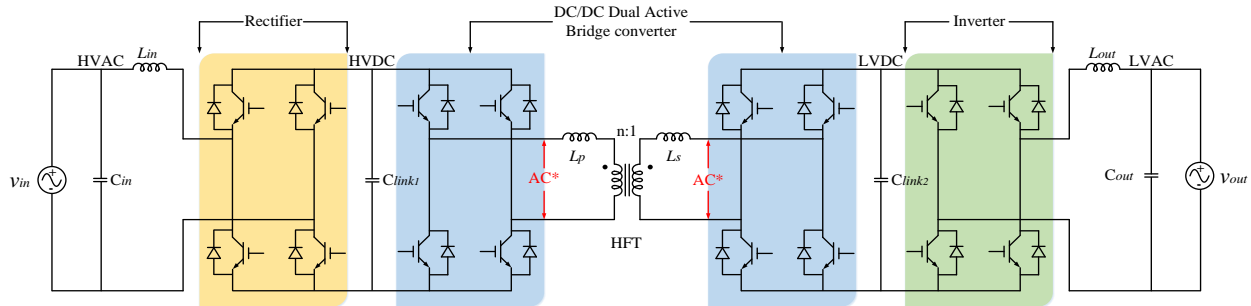 Rectifier
DC/DC Dual Active
Bridge converter
Inverter
HVAC
Lin
HVDC
LVDC
Lout
LVAC
n:1
Lp
Ls
vin
Cin
Clink1
AC*
AC*
Clink2
Cout
vout
HFT